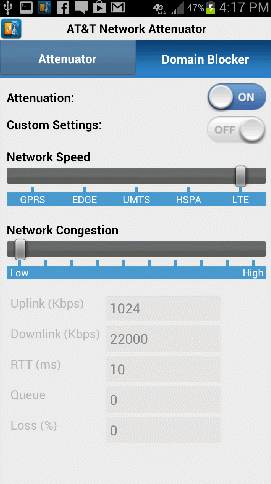 47% 4:17 PM
AT&T Network Attenuator
Attenuator Domain Blocker
Attenuation: ON
Custom Settings: OFF
Network Speed
GPRS EDGE UMTS HSPA LTE
Network Congestion
Low High
Uplink (Kbps) 1024
Downlink (Kbps) 22000
RTT (ms) 10
Queue 0
Loss (%) 0